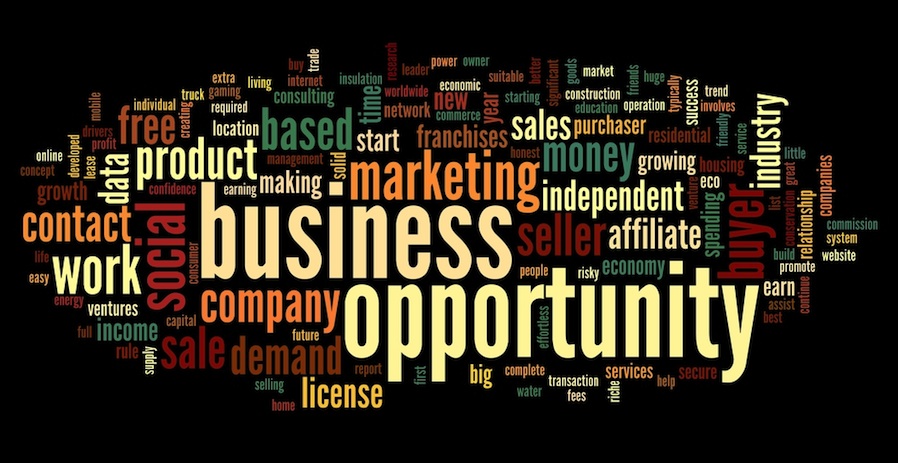 buy
trade
research
leader
power
owner
better
significant
goods
market
friends
huge
typically
success
trend
extra
living
internet
insulation
worldwide
economic
suitable
gaming
truck
consulting
time
network
new
commerce
year
starting
construction
education
operation
involves
mobile
individual
creating
required
location
based
start
franchises
sales
purchaser
residential
friendly
service
industry
drivers
profit
free
online
concept
developed
lease
data
product
management
solid
marketing
honest
money
growing
housing
little
great
growth
confidence
earning
making
independent
venture
eco
spending
buyer
list
conservation
relationship
companies
contact
social
consumer
business
seller
affiliate
commission
system
website
build
promote
life
easy
work
energy
ventures
people
risky
economy
earn
assist
best
continue
company
opportunity
full
income
capital
future
effortless
rule
supply
sale
demand
report
first
big
complete
services
help
secure
selling
home
license
water
transaction
fees
riche